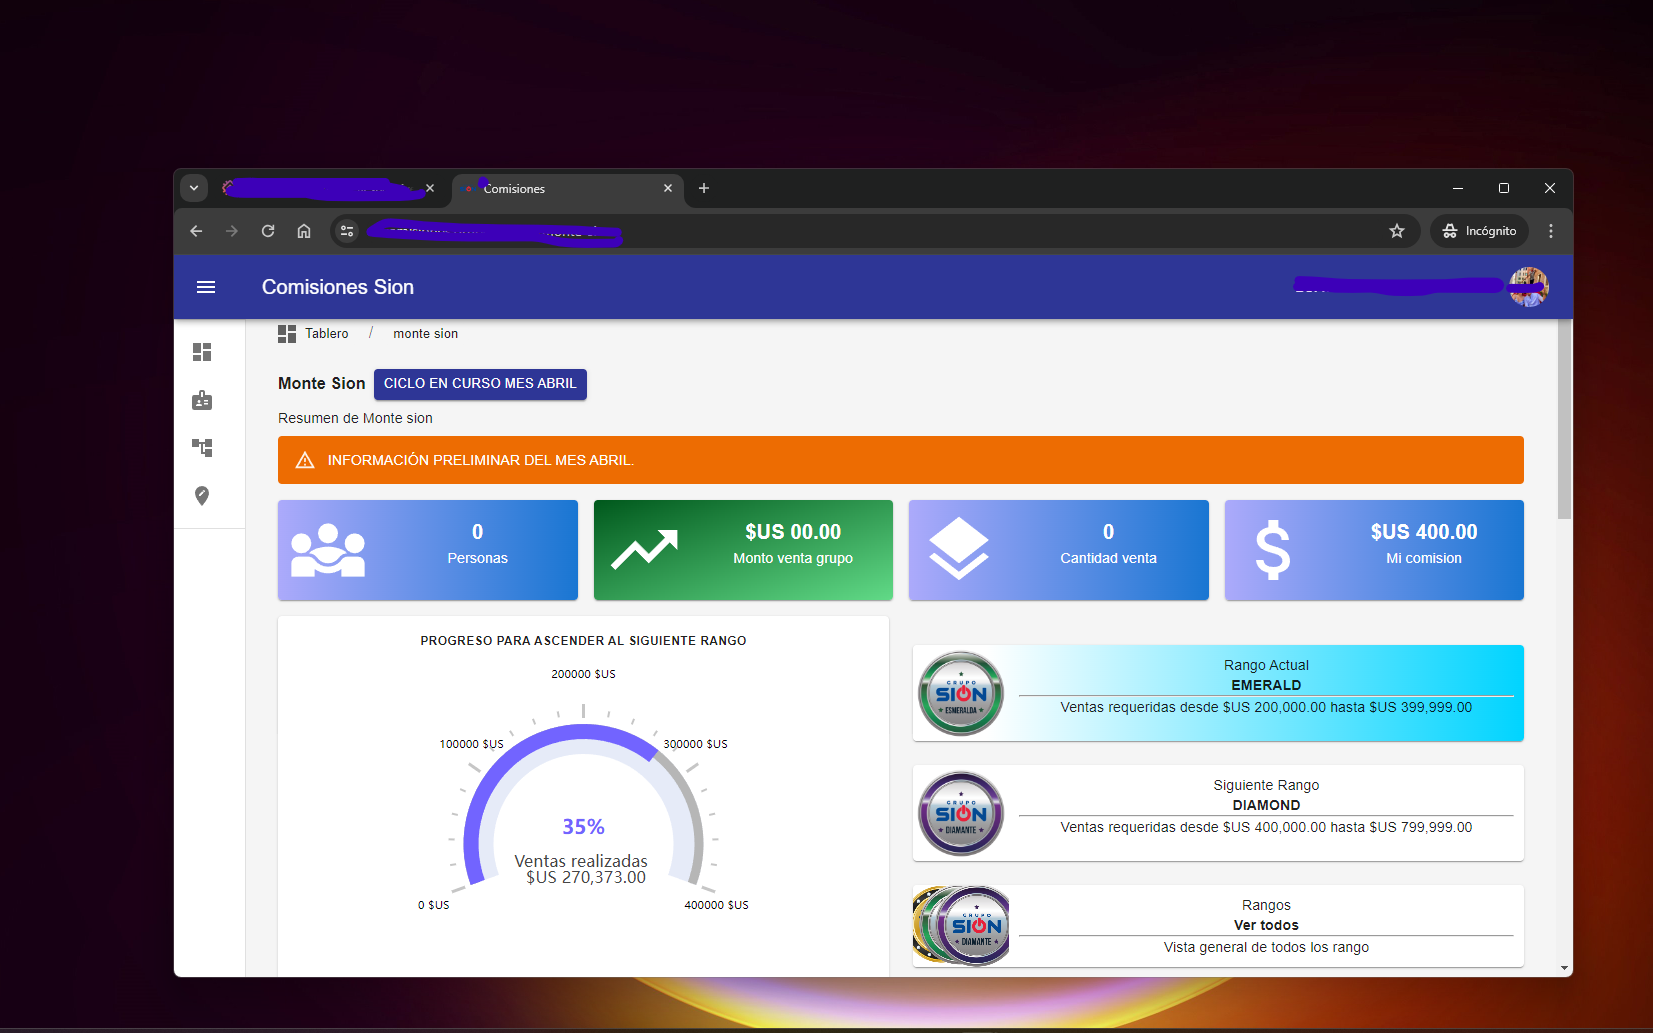 Comisiones
Incógnito
Comisiones Sion
Tablero / monte sion
Monte Sion CICLO EN CURSO MES ABRIL
Resumen de Monte sion
INFORMACIÓN PRELIMINAR DEL MES ABRIL.
0
Personas
$US 00.00
Monto venta grupo
0
Cantidad venta
$US 400.00
Mi comision
PROGRESO PARA ASCENDER AL SIGUIENTE RANGO
200000 $US
100000 $US
300000 $US
35%
Ventas realizadas
$US 270,373.00
0 $US
400000 $US
GRUPO
SION
ESMERALDA
Rango Actual
EMERALD
Ventas requeridas desde $US 200,000.00 hasta $US 399,999.00
GRUPO
SION
DIAMANTE
Siguiente Rango
DIAMOND
Ventas requeridas desde $US 400,000.00 hasta $US 799,999.00
GRUPO
SION
DIAMANTE
Rangos
Ver todos
Vista general de todos los rango